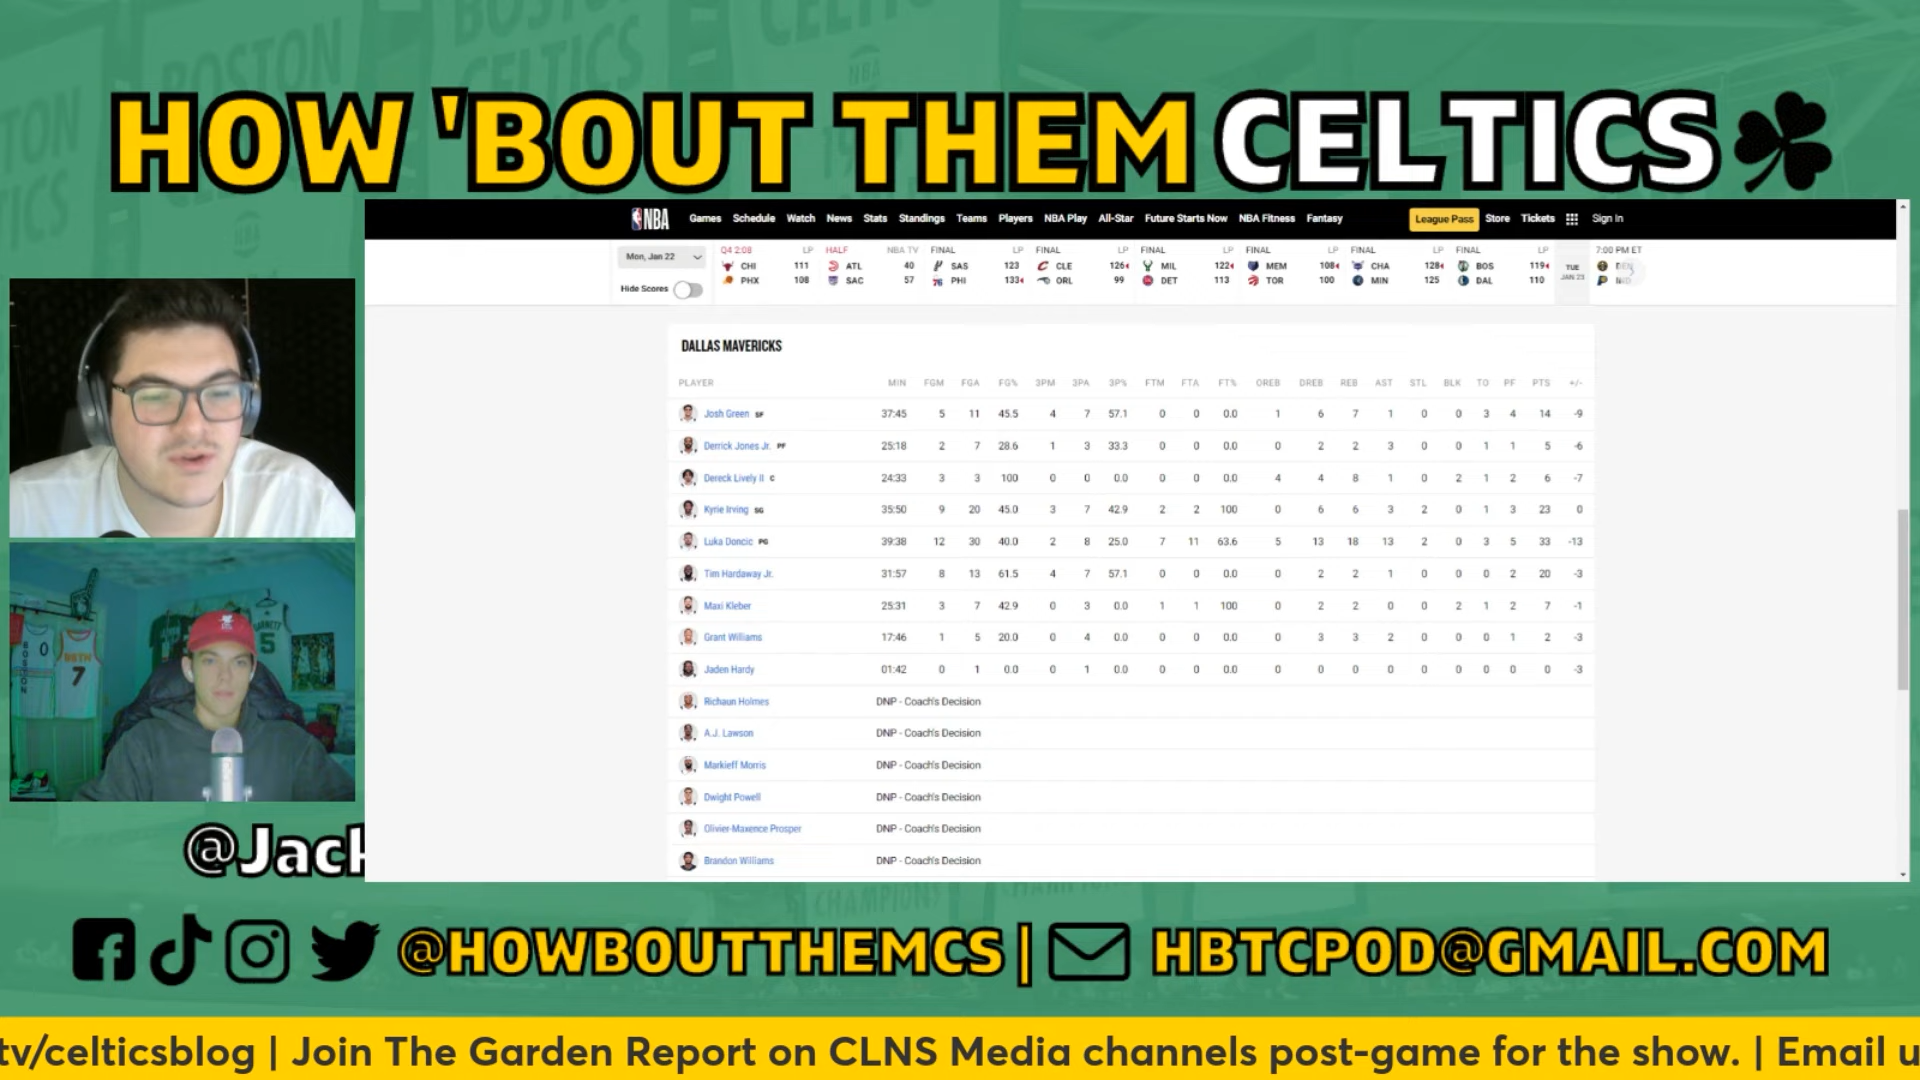 HOW 'BOUT THEM CELTICS
NBA Games Schedule Watch News Stats Standings Teams Players NBA Play All-Star Future Starts Now NBA Fitness Fantasy League Pass Store Tickets Sign In
Mon, Jan 22
Hide Scores
Q4 2:08 LP
CHI 111
PHX 108
HALF NBA TV
ATL 40
SAC 57
FINAL LP
SAS 123
PHI 133
FINAL LP
CLE 126
ORL 99
FINAL LP
MIL 122
DET 113
FINAL LP
MEM 108
TOR 100
FINAL LP
CHA 128
MIN 125
FINAL LP
BOS 119
DAL 110
TUE
JAN 23
7:00 PM ET
DALLAS MAVERICKS
PLAYER MIN FGM FGA FG% 3PM 3PA 3P% FTM FTA FT% OREB DREB REB AST STL BLK TO PF PTS +/-
Josh Green SF 37:45 5 11 45.5 4 7 57.1 0 0 0.0 1 6 7 1 0 0 3 4 14 -9
Derrick Jones Jr. PF 25:18 2 7 28.6 1 3 33.3 0 0 0.0 0 2 2 3 0 0 1 1 5 -6
Dereck Lively II C 24:33 3 3 100 0 0 0.0 0 0 0.0 4 4 8 1 0 2 1 2 6 -7
Kyrie Irving SG 35:50 9 20 45.0 3 7 42.9 2 2 100 0 6 6 3 2 0 1 3 23 0
Luka Doncic PG 39:38 12 30 40.0 2 8 25.0 7 11 63.6 5 13 18 13 2 0 3 5 33 -13
Tim Hardaway Jr. 31:57 8 13 61.5 4 7 57.1 0 0 0.0 0 2 2 1 0 0 0 2 20 -3
Maxi Kleber 25:31 3 7 42.9 0 3 0.0 1 1 100 0 2 2 0 0 2 1 2 7 -1
Grant Williams 17:46 1 5 20.0 0 4 0.0 0 0 0.0 0 3 3 2 0 0 0 1 2 -3
Jaden Hardy 01:42 0 1 0.0 0 1 0.0 0 0 0.0 0 0 0 0 0 0 0 0 0 -3
Richaun Holmes DNP - Coach's Decision
A.J. Lawson DNP - Coach's Decision
Markieff Morris DNP - Coach's Decision
Dwight Powell DNP - Coach's Decision
Olivier-Maxence Prosper DNP - Coach's Decision
Brandon Williams DNP - Coach's Decision
@Jack
@HOWBOUTTHEMCS | HBTCPOD@GMAIL.COM
tv/celticsblog | Join The Garden Report on CLNS Media channels post-game for the show. | Email u